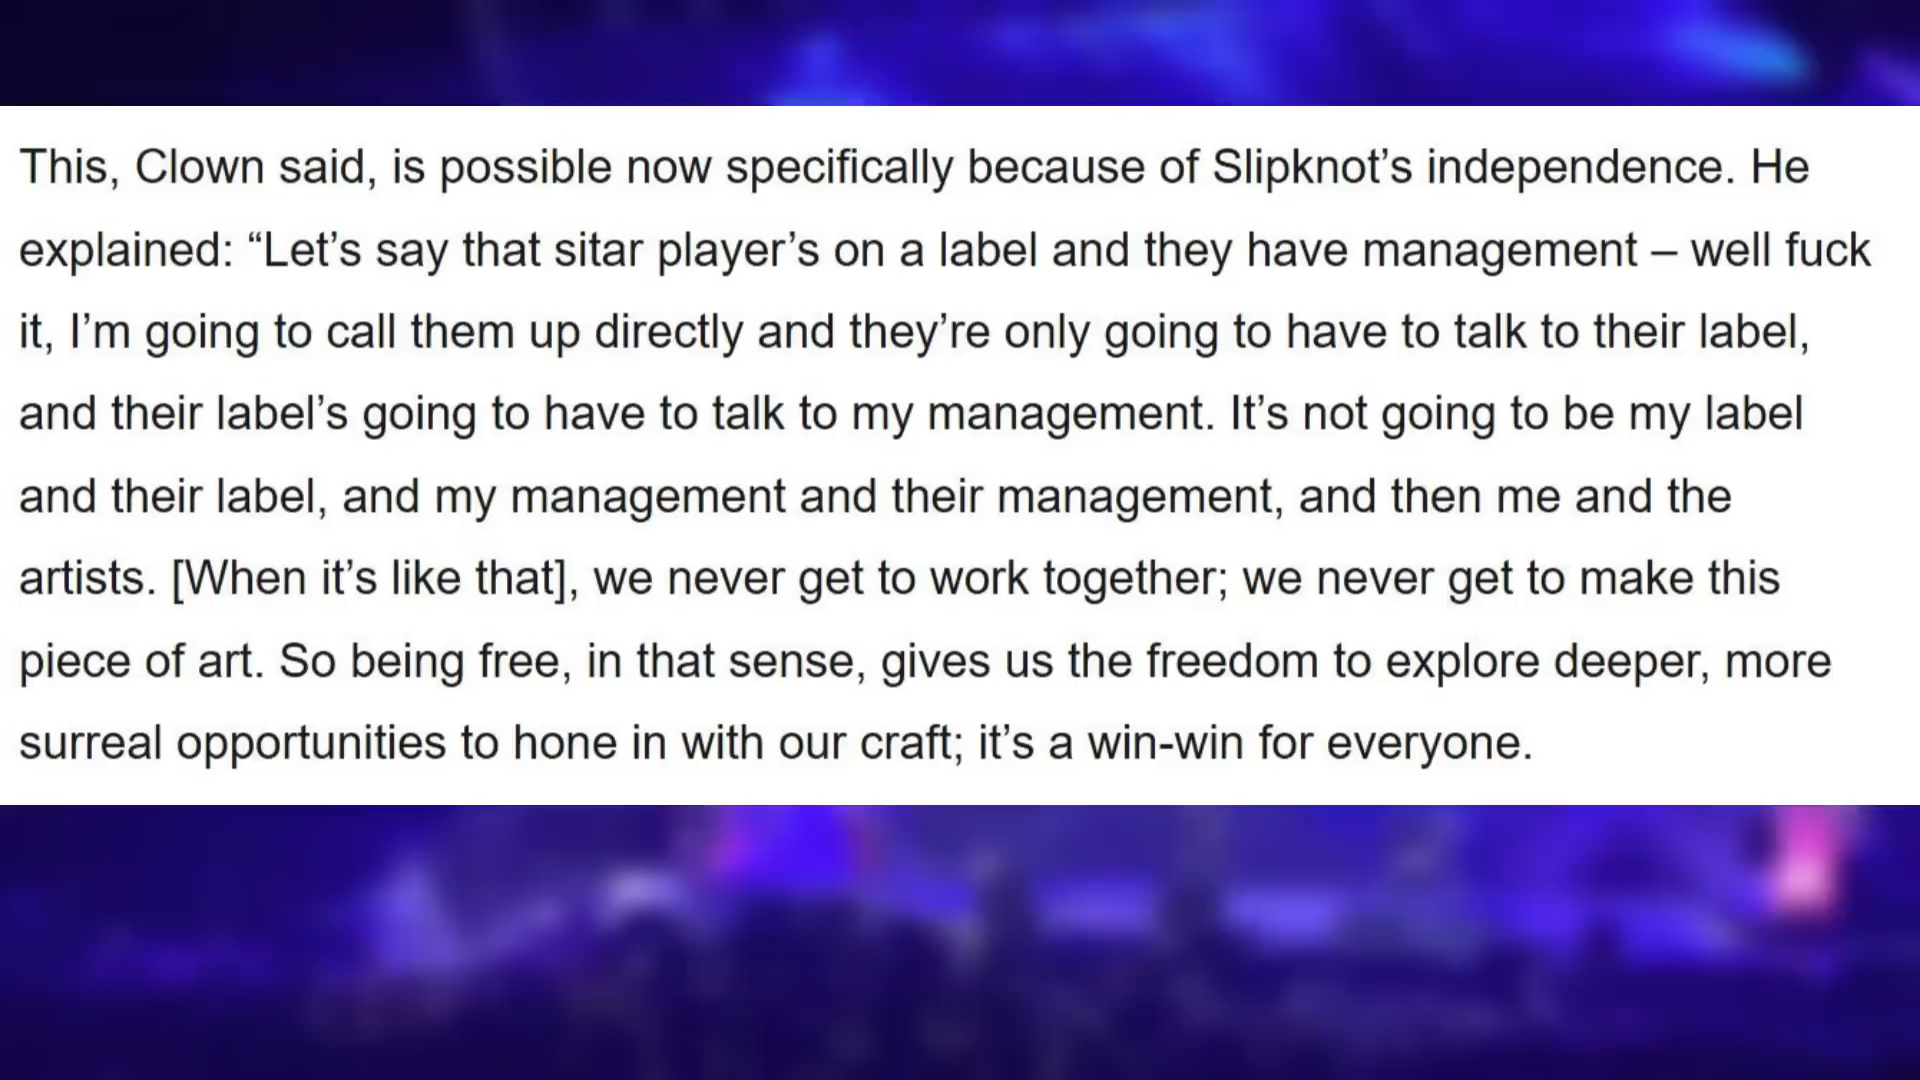 This, Clown said, is possible now specifically because of Slipknot’s independence. He
explained: “Let’s say that sitar player’s on a label and they have management – well fuck
it, I’m going to call them up directly and they’re only going to have to talk to their label,
and their label’s going to have to talk to my management. It’s not going to be my label
and their label, and my management and their management, and then me and the
artists. [When it’s like that], we never get to work together; we never get to make this
piece of art. So being free, in that sense, gives us the freedom to explore deeper, more
surreal opportunities to hone in with our craft; it’s a win-win for everyone.